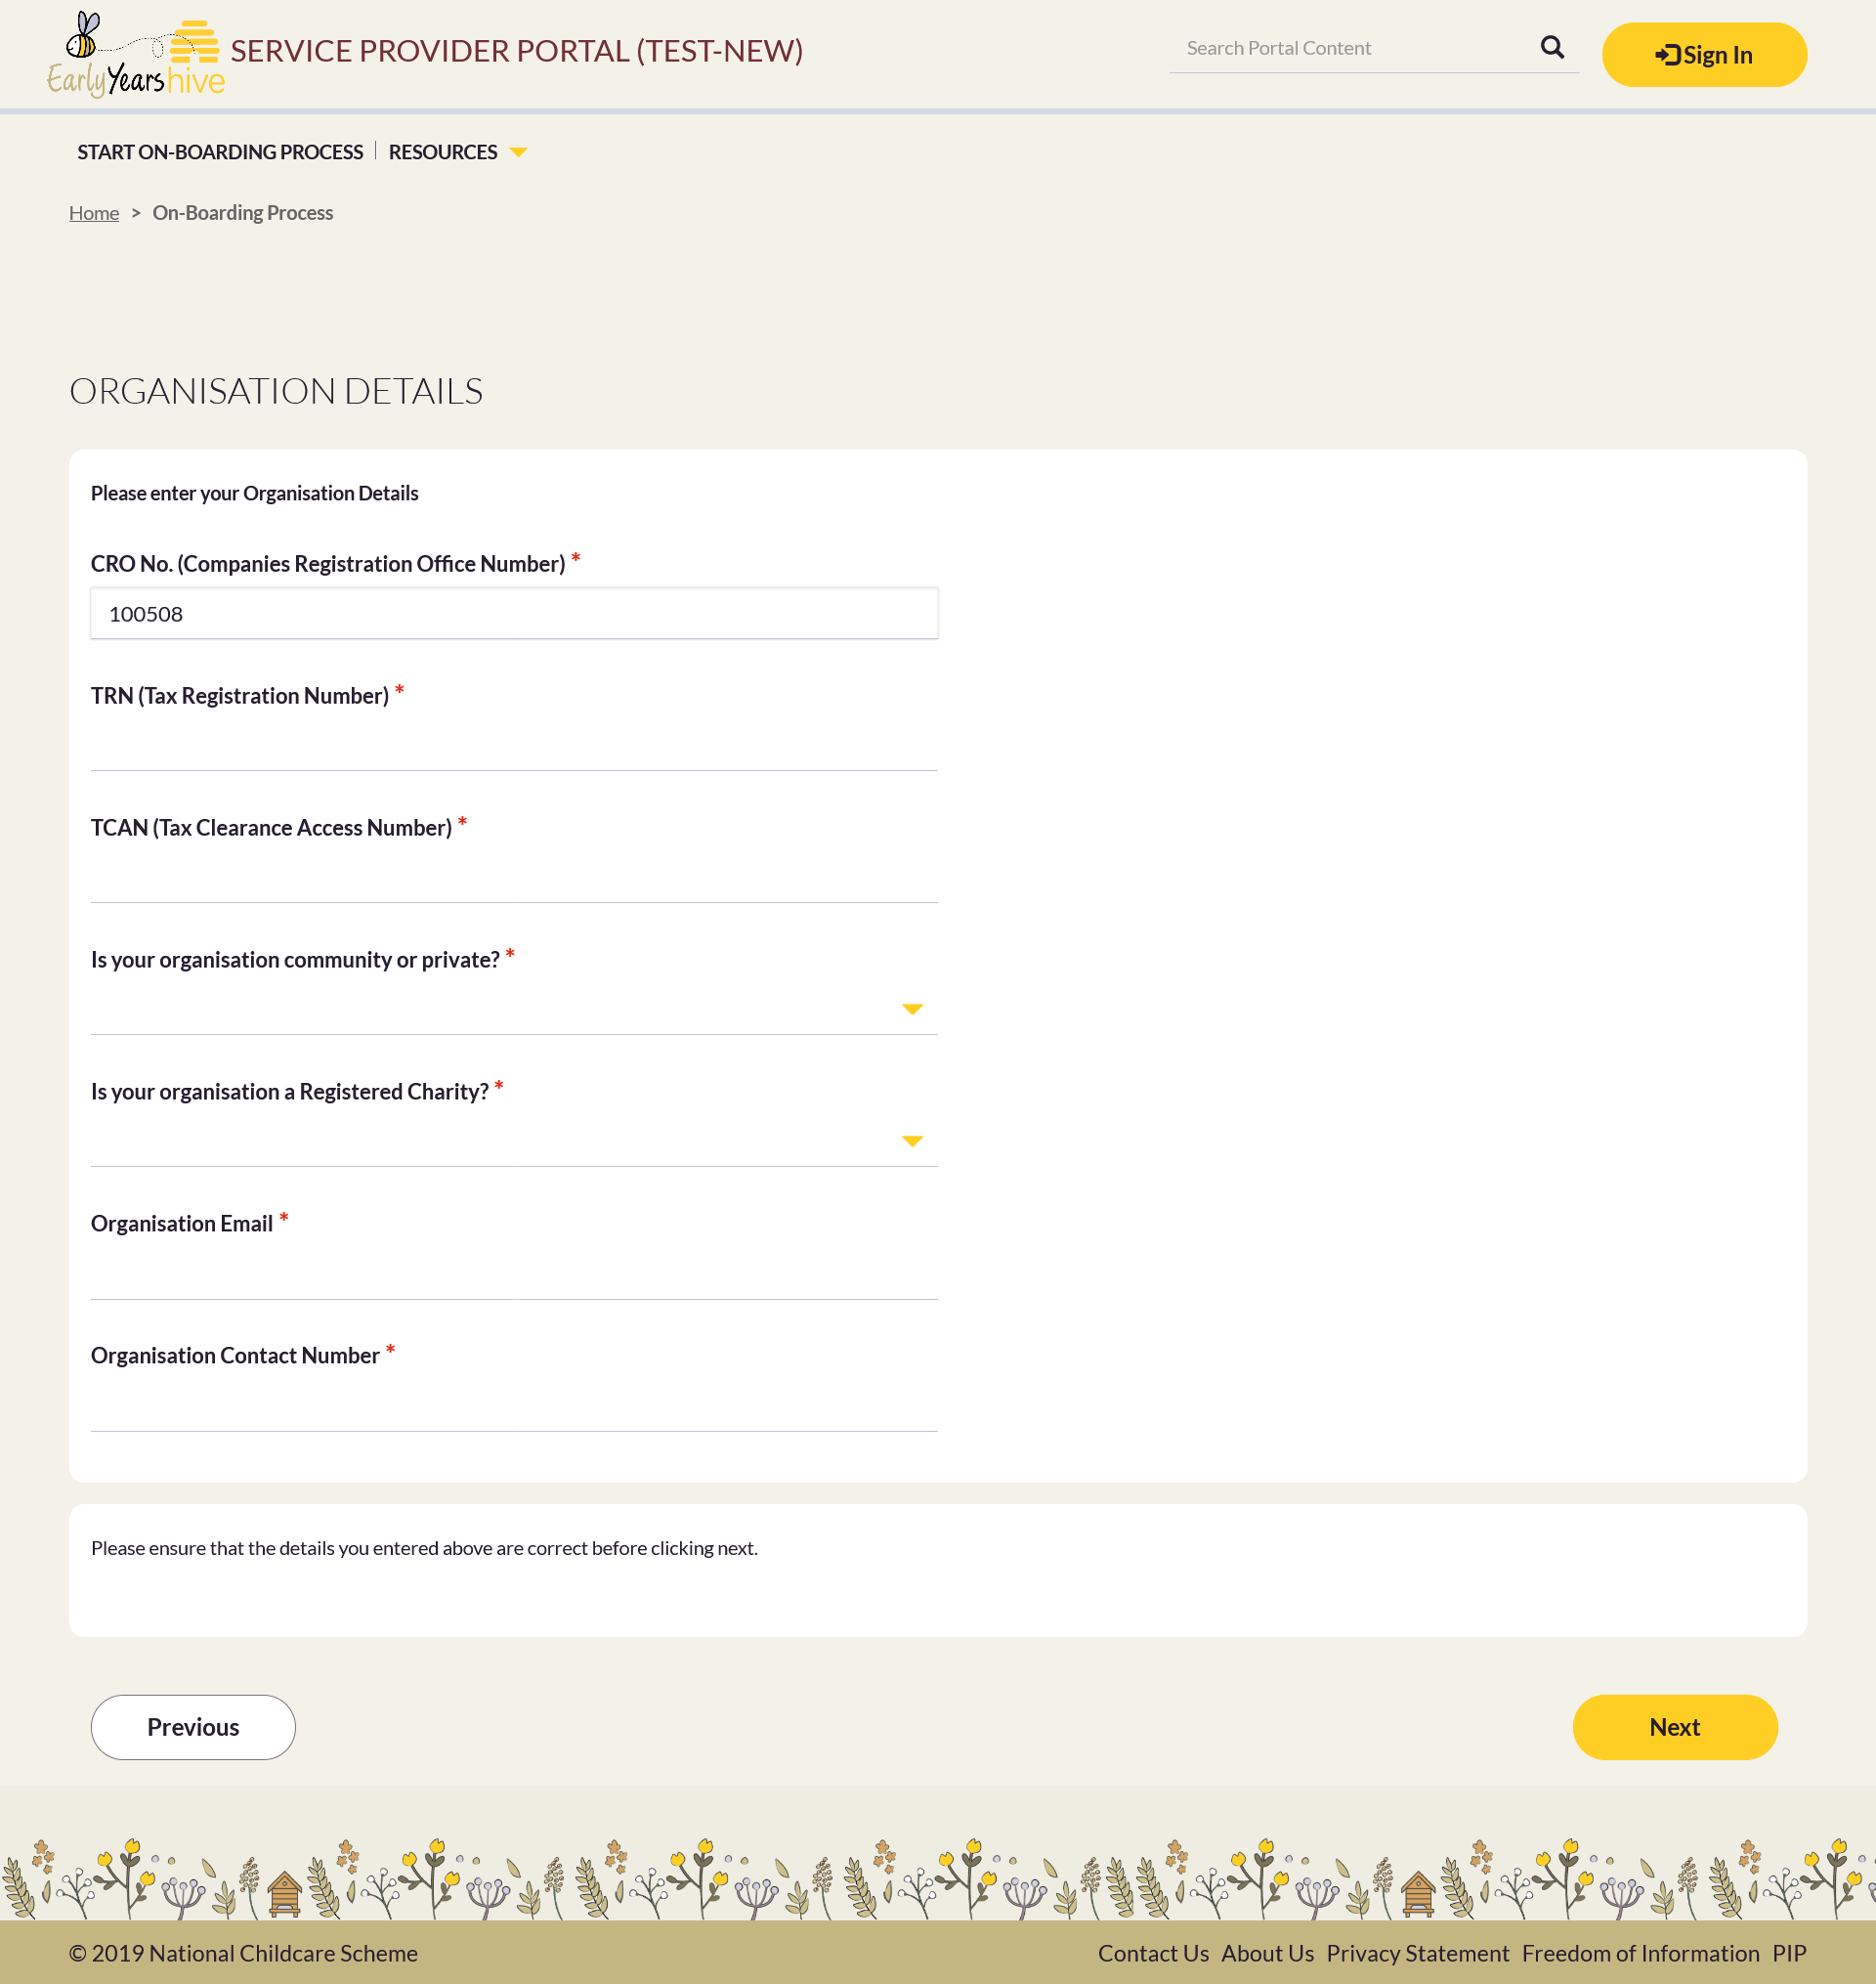 Early Years hive
SERVICE PROVIDER PORTAL (TEST-NEW)
Search Portal Content
Sign In
START ON-BOARDING PROCESS
RESOURCES
Home > On-Boarding Process
ORGANISATION DETAILS
Please enter your Organisation Details
CRO No. (Companies Registration Office Number) *
100508
TRN (Tax Registration Number) *
TCAN (Tax Clearance Access Number) *
Is your organisation community or private? *
Is your organisation a Registered Charity? *
Organisation Email *
Organisation Contact Number *
Please ensure that the details you entered above are correct before clicking next.
Previous
Next
© 2019 National Childcare Scheme
Contact Us About Us Privacy Statement Freedom of Information PIP